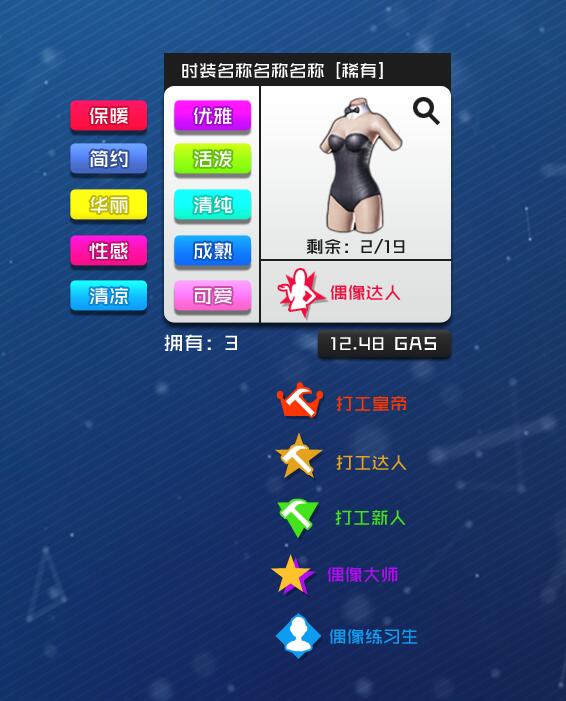 时装名称名称名称 [稀有]
保暖
优雅
简约
活泼
华丽
清纯
性感
成熟
清凉
可爱
剩余：2/19
偶像达人
拥有：3
12.48 GAS
打工皇帝
打工达人
打工新人
偶像大师
偶像练习生